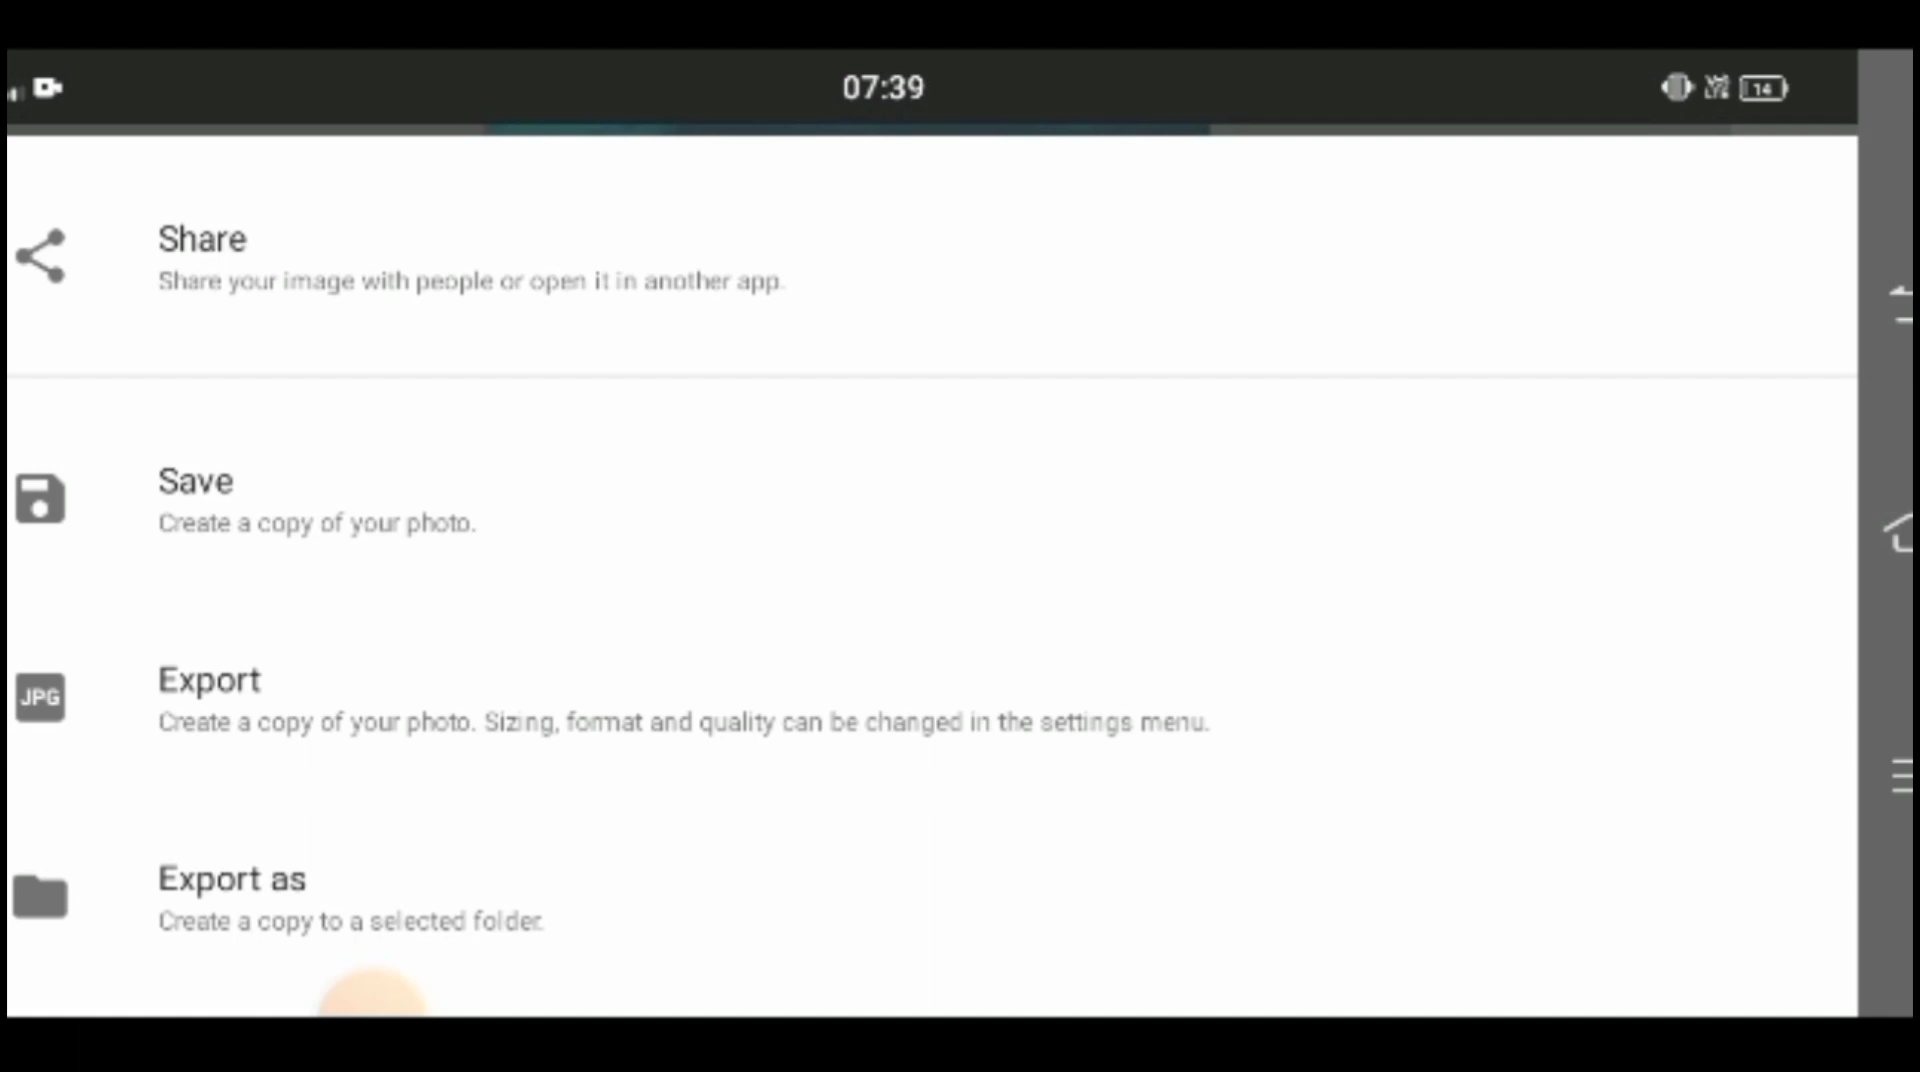 07:39
14
Share
Share your image with people or open it in another app.
Save
Create a copy of your photo.
JPG
Export
Create a copy of your photo. Sizing, format and quality can be changed in the settings menu.
Export as
Create a copy to a selected folder.